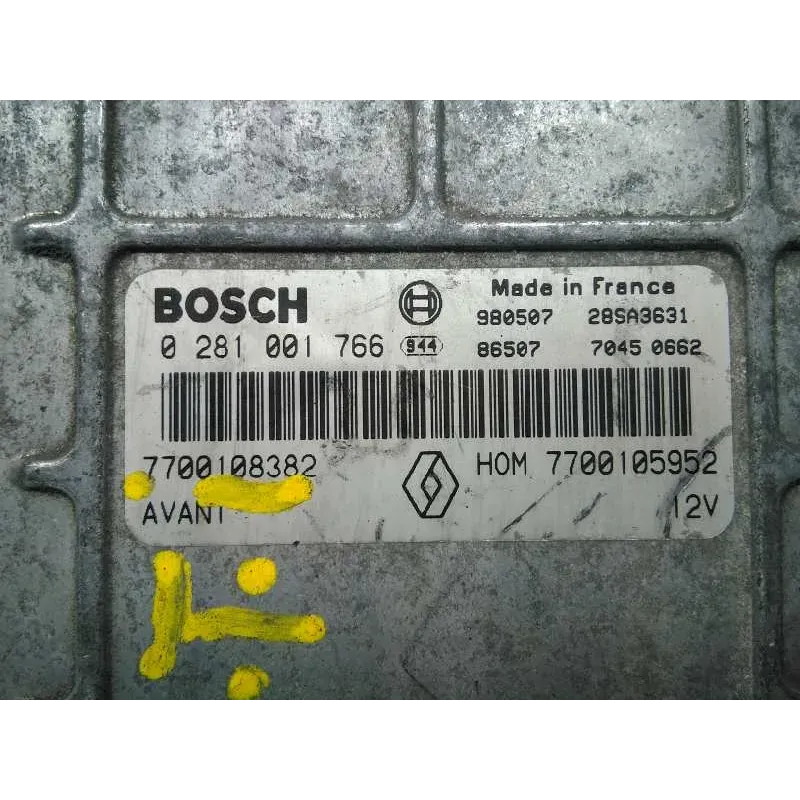 BOSCH
Made in France
980507 28SA3631
0 281 001 766 944 86507 7045 0662
7700108382 HOM 7700105952
AVANT 12V